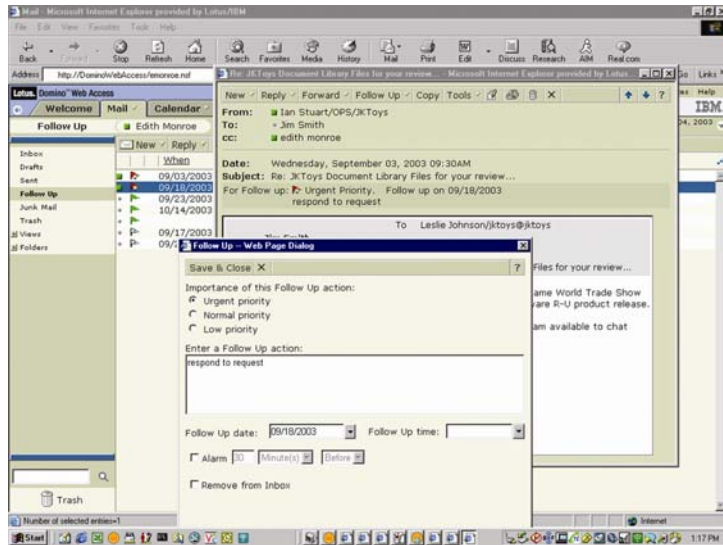 Mail - Microsoft Internet Explorer provided by Lotus/IBM
File Edit View Favorites Tools Help
Back Forward Stop Refresh Home Search Favorites Media History Mail Print Edit Discuss Research AIM Real.com
Address http://DominoWebAccess/emonroe.nsf
Go Links
Re: JKToys Document Library Files for your review... - Microsoft Internet Explorer provided by Lotus
Lotus Domino Web Access
Help
Welcome Mail Calendar
IBM
New Reply Forward Follow Up Copy Tools
Follow Up
Edith Monroe
New Reply
From: Ian Stuart/OPS/JKToys
To: Jim Smith
cc: edith monroe
Date: Wednesday, September 03, 2003 09:30AM
Subject: Re: JKToys Document Library Files for your review...
For Follow up: Urgent Priority. Follow up on 09/18/2003
respond to request
Inbox
Drafts
Sent
Follow Up
Junk Mail
Trash
Views
Folders
When
09/03/2003
09/18/2003
09/23/2003
10/14/2003
09/17/2003
To Leslie Johnson/jktoys@jktoys
Files for your review...
ame World Trade Show
ware R-U product release.
am available to chat
Follow Up -- Web Page Dialog
Save & Close
Importance of this Follow Up action:
Urgent priority
Normal priority
Low priority
Enter a Follow Up action:
respond to request
Follow Up date: 09/18/2003 Follow Up time:
Alarm 30 Minute(s) Before
Remove from Inbox
Trash
Number of selected entries=1
Internet
Start
1:17 PM